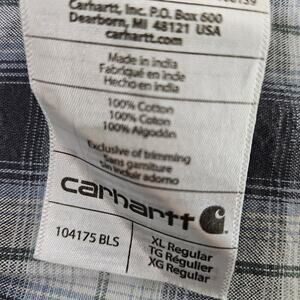 Carhartt, Inc. P.O. Box 600
Dearborn, MI 48121 USA
carhartt.com
Made in India
Fabriqué en Inde
Hecho en India
100% Cotton
100% Coton
100% Algodón
Exclusive of trimming
Sans garniture
Sin incluir adorno
carhartt
104175 BLS
XL Regular
TG Régulier
XG Regular